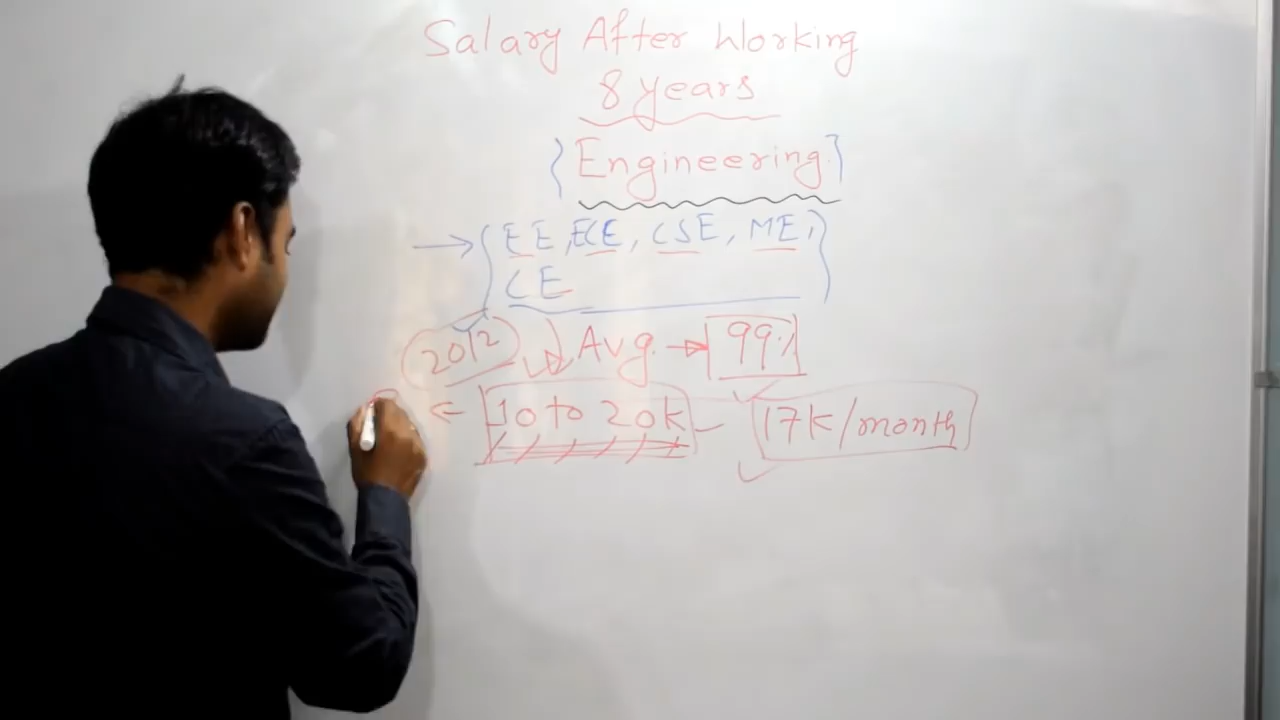 Salary After Working
8 years
{Engineering}
→ {EE, ECE, CSE, ME,
CE}
2012 Avg. → 99%
← 10 to 20k - 17k/month